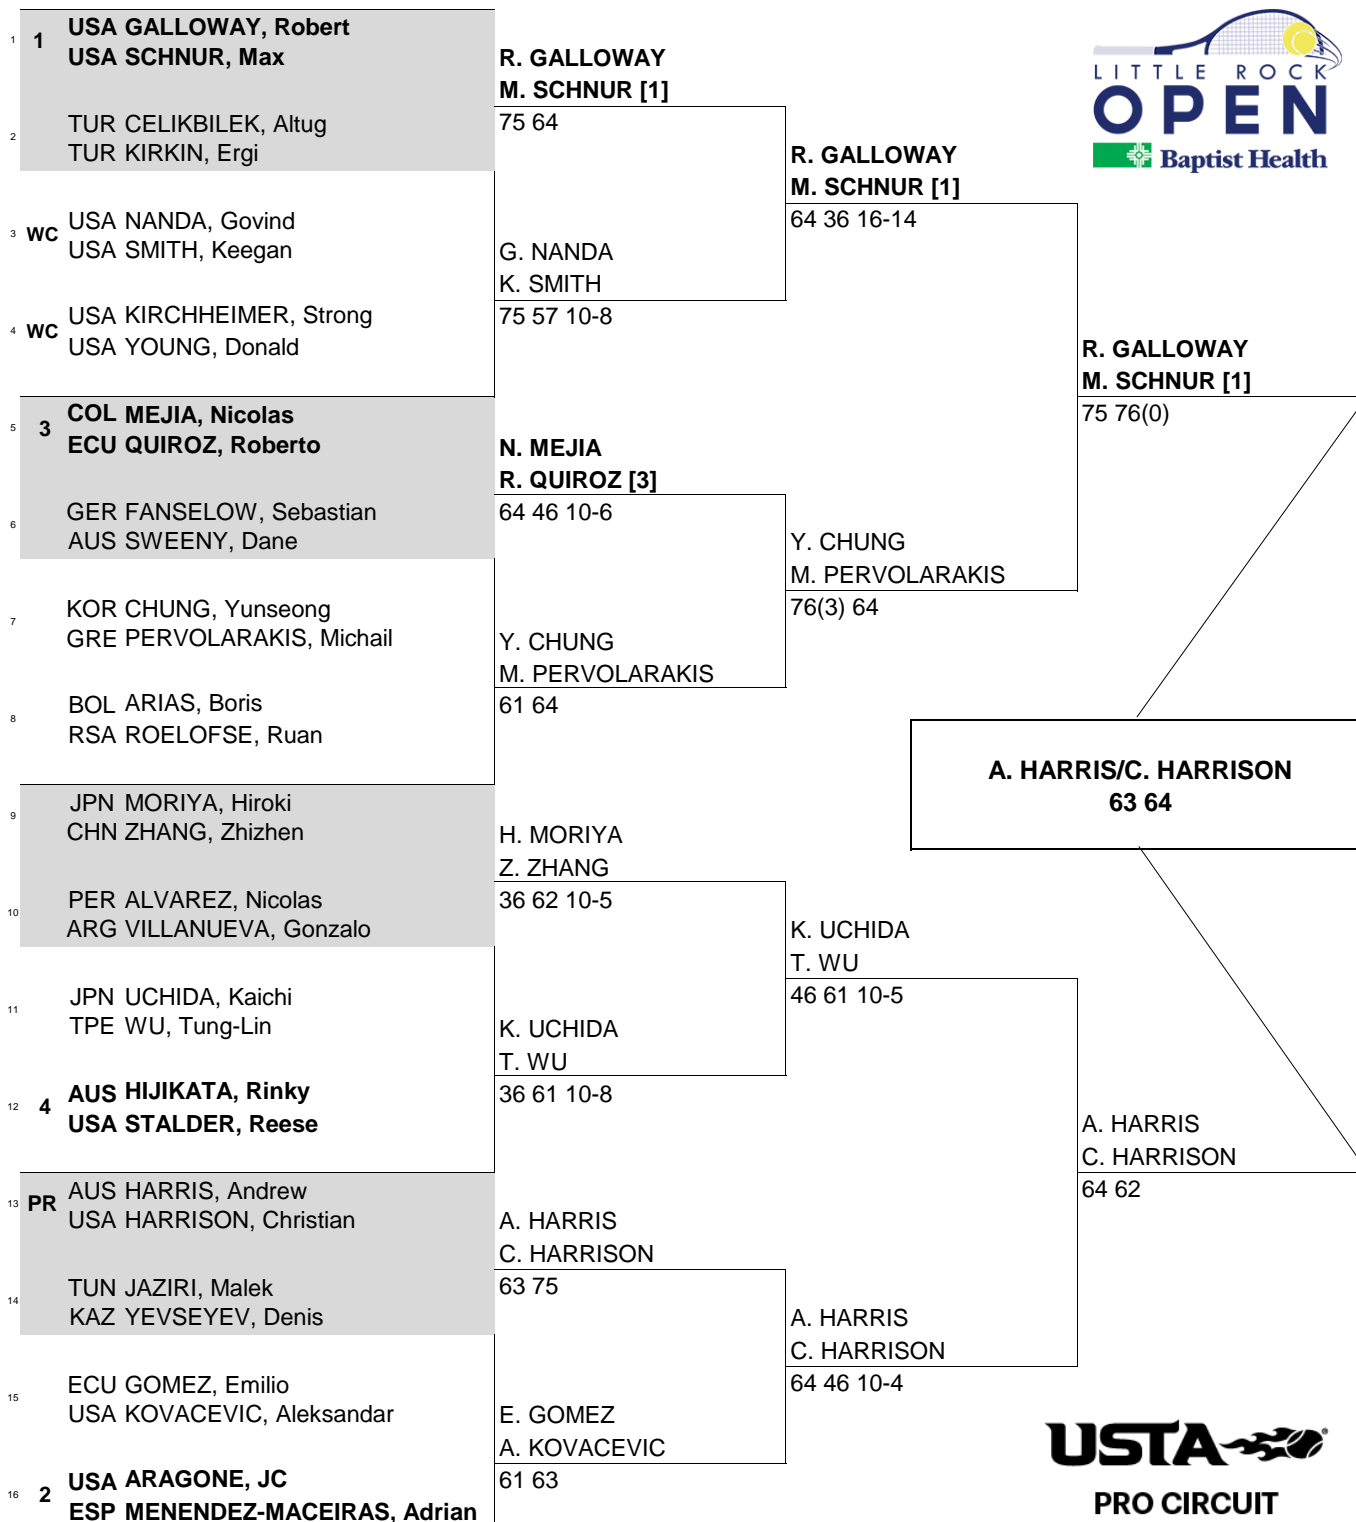 1 1 USA GALLOWAY, Robert
USA SCHNUR, Max
2 TUR CELIKBILEK, Altug
TUR KIRKIN, Ergi
3 WC USA NANDA, Govind
USA SMITH, Keegan
4 WC USA KIRCHHEIMER, Strong
USA YOUNG, Donald
5 3 COL MEJIA, Nicolas
ECU QUIROZ, Roberto
6 GER FANSELOW, Sebastian
AUS SWEENY, Dane
7 KOR CHUNG, Yunseong
GRE PERVOLARAKIS, Michail
8 BOL ARIAS, Boris
RSA ROELOFSE, Ruan
9 JPN MORIYA, Hiroki
CHN ZHANG, Zhizhen
10 PER ALVAREZ, Nicolas
ARG VILLANUEVA, Gonzalo
11 JPN UCHIDA, Kaichi
TPE WU, Tung-Lin
12 4 AUS HIJIKATA, Rinky
USA STALDER, Reese
13 PR AUS HARRIS, Andrew
USA HARRISON, Christian
14 TUN JAZIRI, Malek
KAZ YEVSEYEV, Denis
15 ECU GOMEZ, Emilio
USA KOVACEVIC, Aleksandar
16 2 USA ARAGONE, JC
ESP MENENDEZ-MACEIRAS, Adrian
R. GALLOWAY
M. SCHNUR [1]
75 64
G. NANDA
K. SMITH
75 57 10-8
N. MEJIA
R. QUIROZ [3]
64 46 10-6
Y. CHUNG
M. PERVOLARAKIS
61 64
H. MORIYA
Z. ZHANG
36 62 10-5
K. UCHIDA
T. WU
36 61 10-8
A. HARRIS
C. HARRISON
63 75
E. GOMEZ
A. KOVACEVIC
61 63
R. GALLOWAY
M. SCHNUR [1]
64 36 16-14
Y. CHUNG
M. PERVOLARAKIS
76(3) 64
K. UCHIDA
T. WU
46 61 10-5
A. HARRIS
C. HARRISON
64 46 10-4
R. GALLOWAY
M. SCHNUR [1]
75 76(0)
A. HARRIS
C. HARRISON
64 62
A. HARRIS/C. HARRISON
63 64
LITTLE ROCK
OPEN
Baptist Health
USTA
PRO CIRCUIT